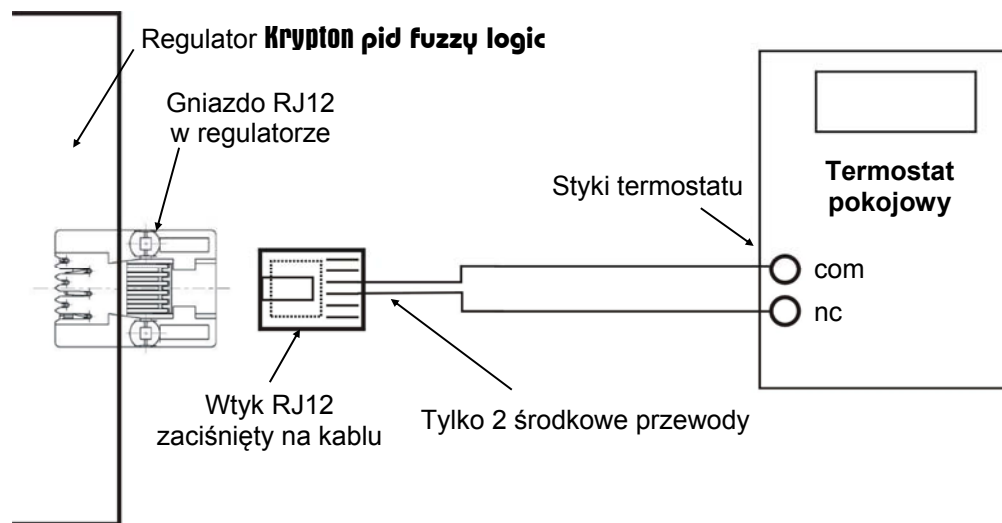 Regulator Krypton pid fuzzy logic
Gniazdo RJ12
w regulatorze
Styki termostatu
Termostat
pokojowy
com
nc
Wtyk RJ12
zaciśnięty na kablu
Tylko 2 środkowe przewody